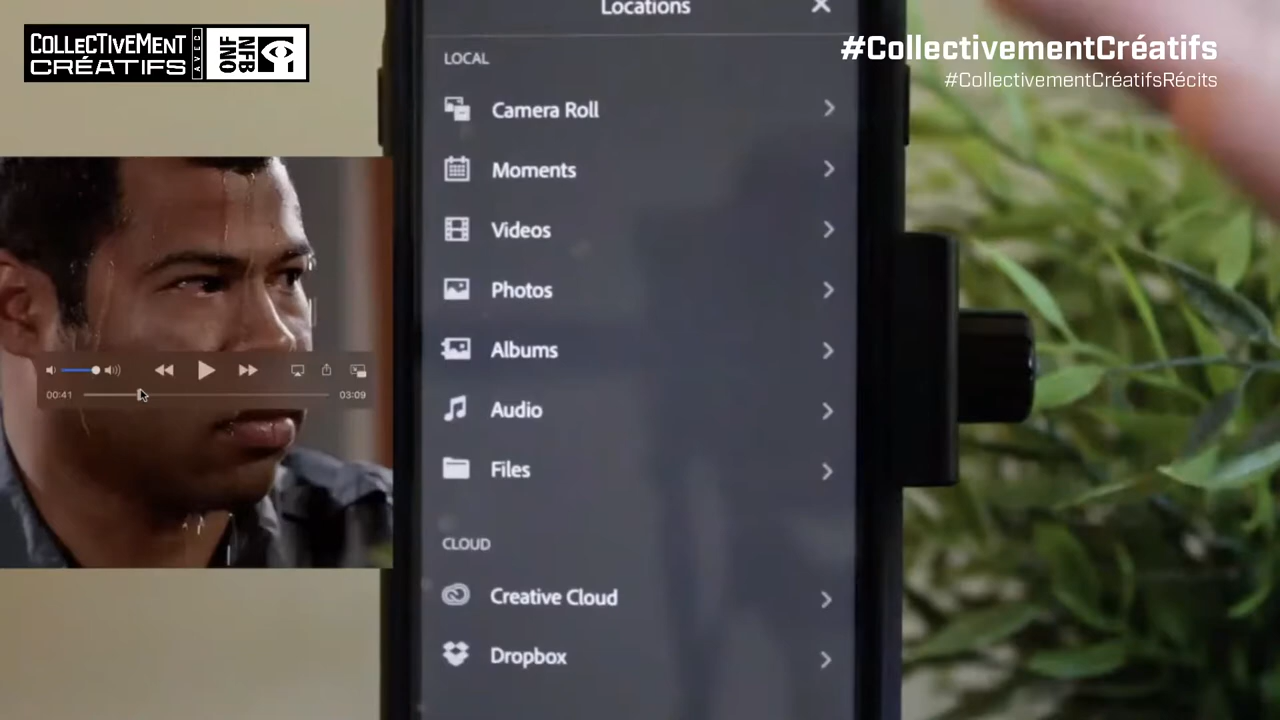 COLLECTIVEMENT
CRÉATIFS
AVEC
ONF
NFB
#CollectivementCréatifs
#CollectivementCréatifsRécits
Locations
LOCAL
Camera Roll
Moments
Videos
Photos
Albums
Audio
Files
CLOUD
Creative Cloud
Dropbox
00:41
03:09